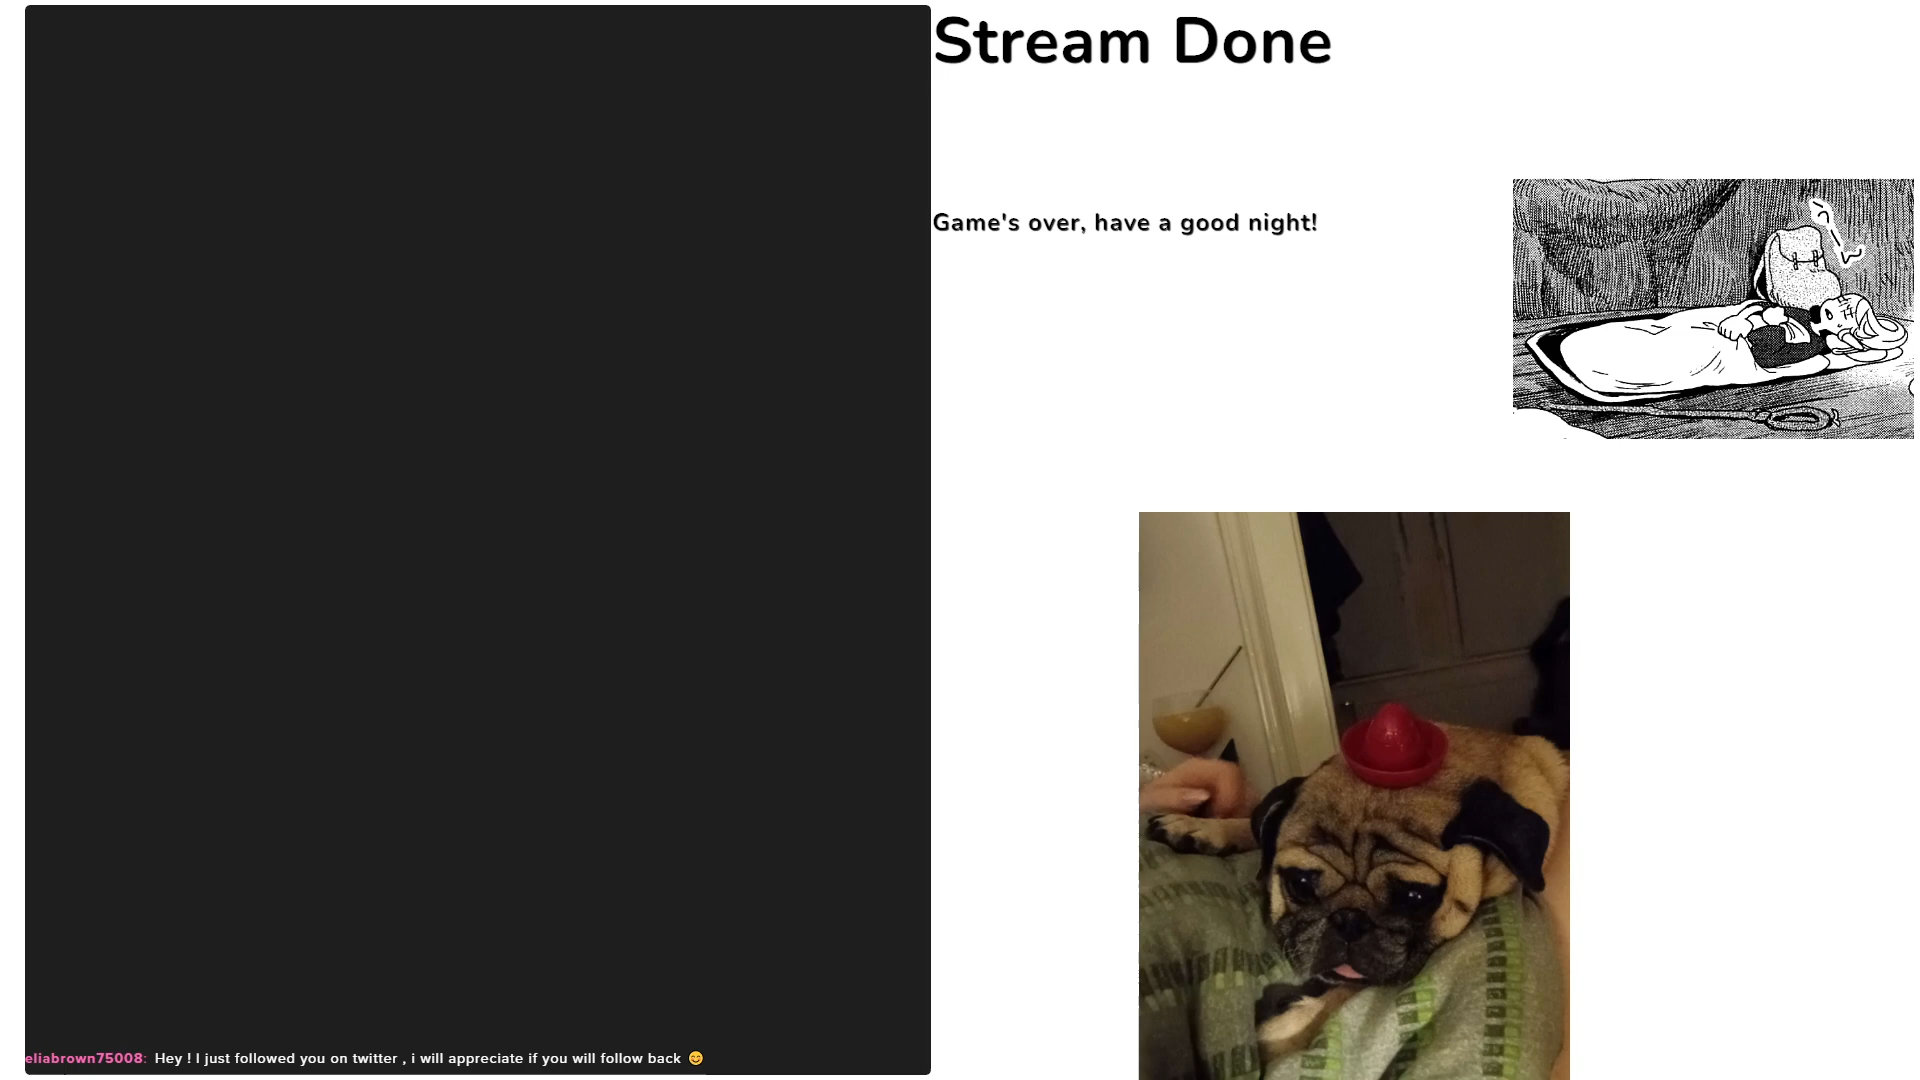 Stream Done
Game's over, have a good night!
eliabrown75008: Hey ! I just followed you on twitter , i will appreciate if you will follow back 😊